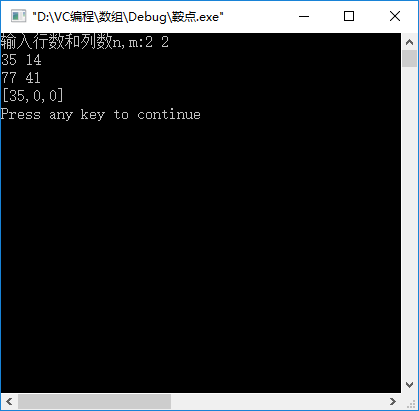 "D:\VC编程\数组\Debug\鞍点.exe"
输入行数和列数n,m:2 2
35 14
77 41
[35,0,0]
Press any key to continue